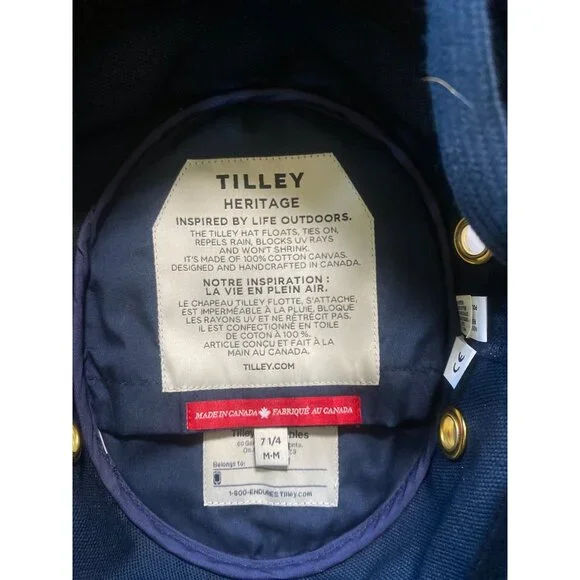 TILLEY
HERITAGE
INSPIRED BY LIFE OUTDOORS.
THE TILLEY HAT FLOATS, TIES ON,
REPELS RAIN, BLOCKS UV RAYS
AND WON'T SHRINK.
IT'S MADE OF 100% COTTON CANVAS.
DESIGNED AND HANDCRAFTED IN CANADA.
NOTRE INSPIRATION :
LA VIE EN PLEIN AIR.
LE CHAPEAU TILLEY FLOTTE, S'ATTACHE,
EST IMPERMÉABLE À LA PLUIE, BLOQUE
LES RAYONS UV ET NE RÉTRÉCIT PAS.
IL EST CONFECTIONNÉ EN TOILE
DE COTON À 100 %.
ARTICLE CONÇU ET FAIT À LA
MAIN AU CANADA.
TILLEY.COM
MADE IN CANADA FABRIQUÉ AU CANADA
Tilley
7 1/4
M·M
Belongs to:
1-800-ENDURES Tilley.com
CE